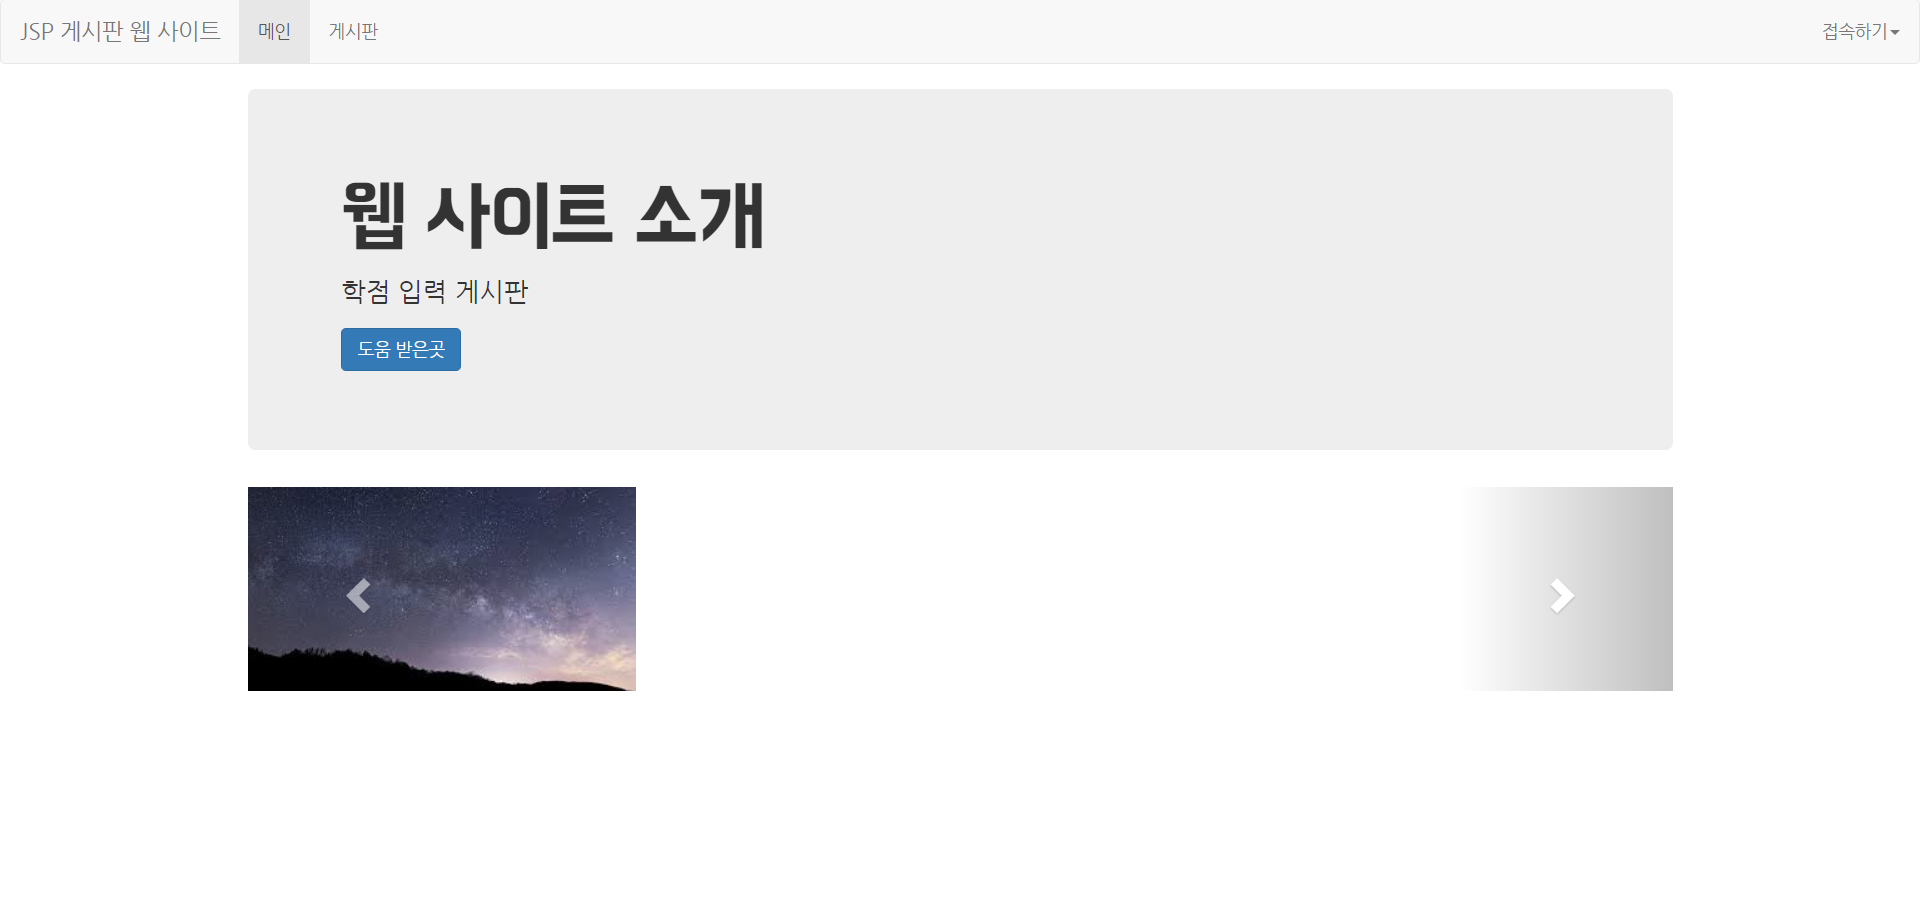 JSP 게시판 웹 사이트
메인
게시판
접속하기
웹 사이트 소개
학점 입력 게시판
도움 받은곳